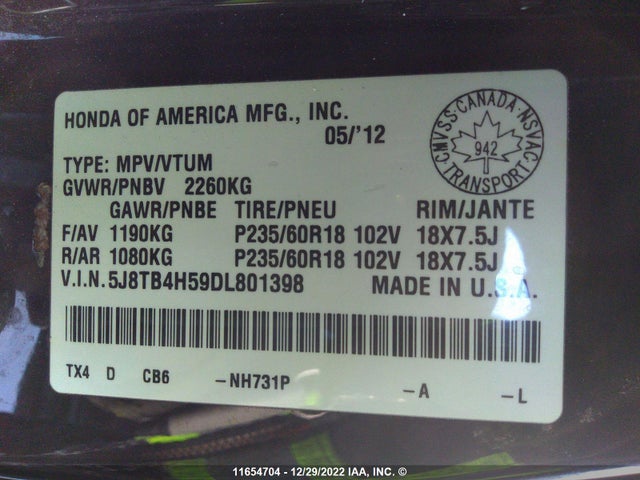 HONDA OF AMERICA MFG., INC.
05/'12
TYPE: MPV/VTUM
GVWR/PNBV 2260KG
GAWR/PNBE TIRE/PNEU RIM/JANTE
F/AV 1190KG P235/60R18 102V 18X7.5J
R/AR 1080KG P235/60R18 102V 18X7.5J
V.I.N.5J8TB4H59DL801398 MADE IN U.S.A.
CMVSS·CANADA·NSVAC
942
TRANSPORT
TX4 D CB6 -NH731P -A -L
11654704 - 12/29/2022 IAA, INC. ©